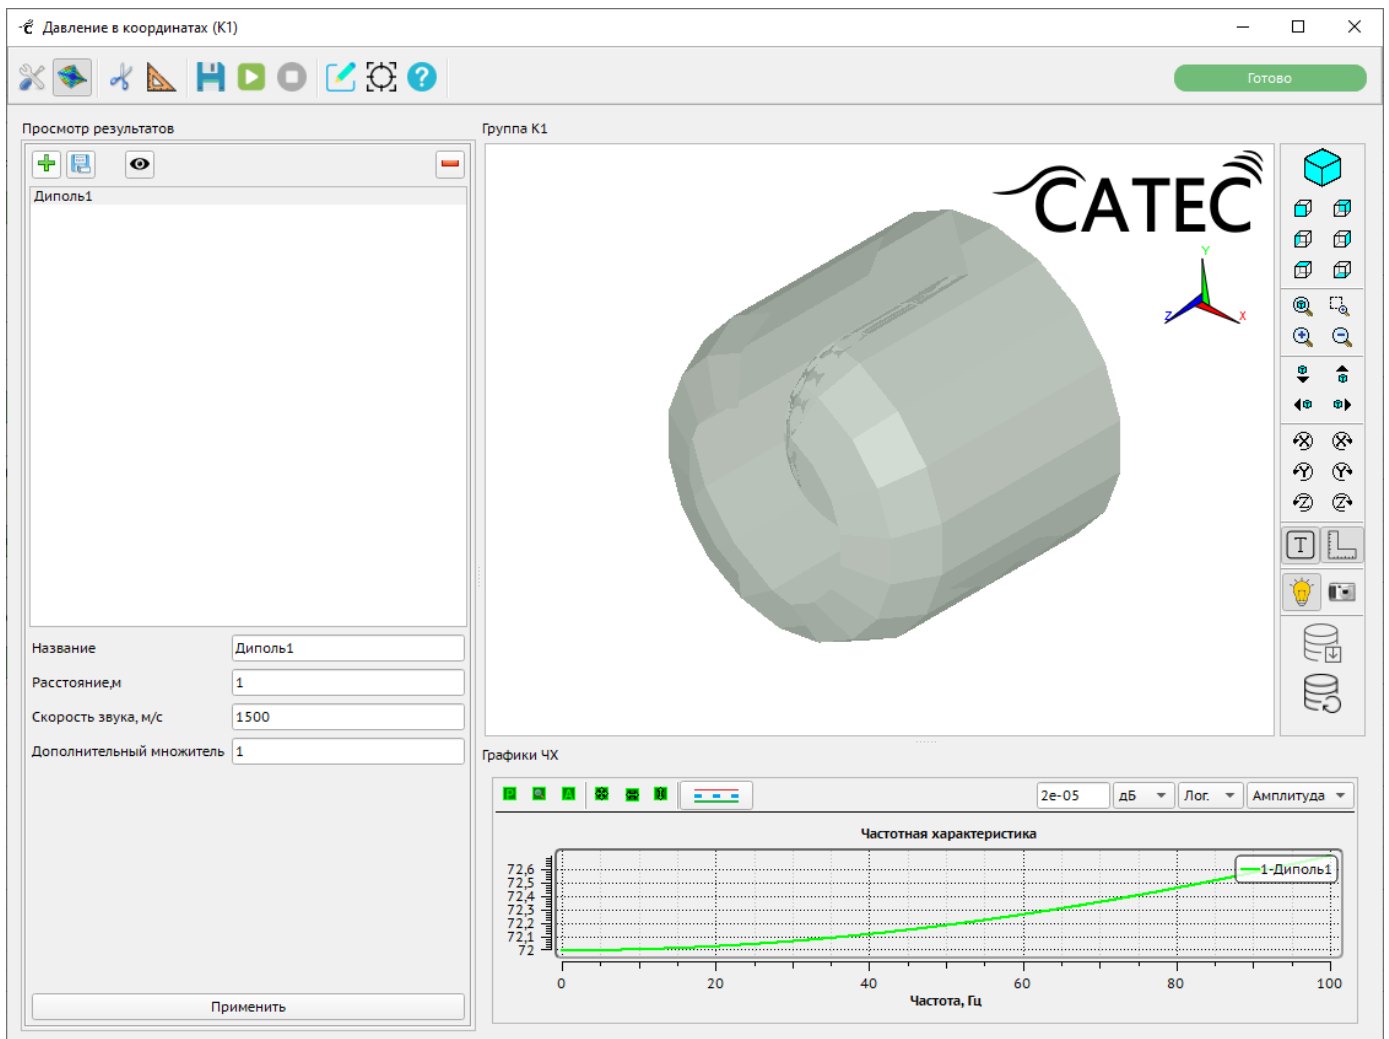 Давление в координатах (К1)
Готово
Просмотр результатов
Диполь1
Название
Диполь1
Расстояние,м
1
Скорость звука, м/с
1500
Дополнительный множитель
1
Применить
Группа К1
CATEC
Y
Z
X
X
X
Y
Y
Z
Z
T
Графики ЧХ
P
A
2e-05
дБ
Лог.
Амплитуда
Частотная характеристика
1-Диполь1
72,6
72,5
72,4
72,3
72,2
72,1
72
0
20
40
60
80
100
Частота, Гц